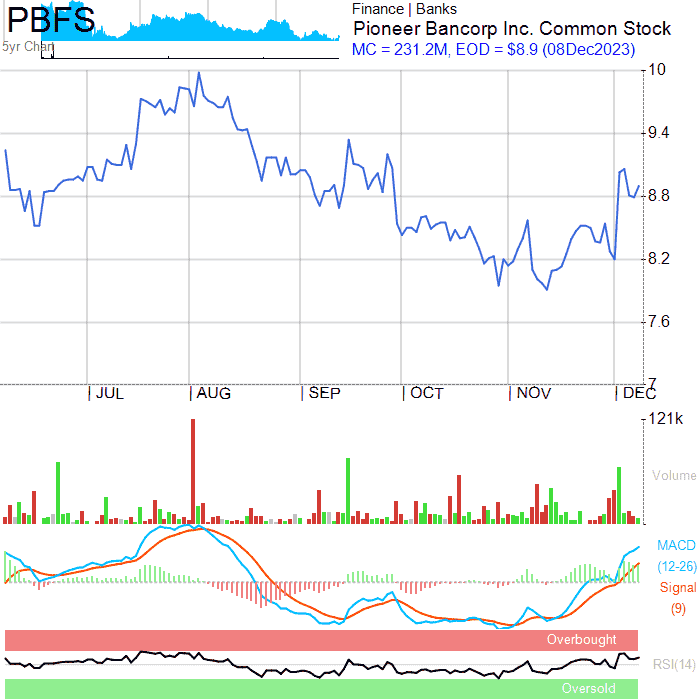 PBFS
5yr Chart
Finance | Banks
Pioneer Bancorp Inc. Common Stock
MC = 231.2M, EOD = $8.9 (08Dec2023)
10
9.4
8.8
8.2
7.6
7
JUL AUG SEP OCT NOV DEC
121k
Volume
MACD
(12-26)
Signal
(9)
Overbought
RSI(14)
Oversold